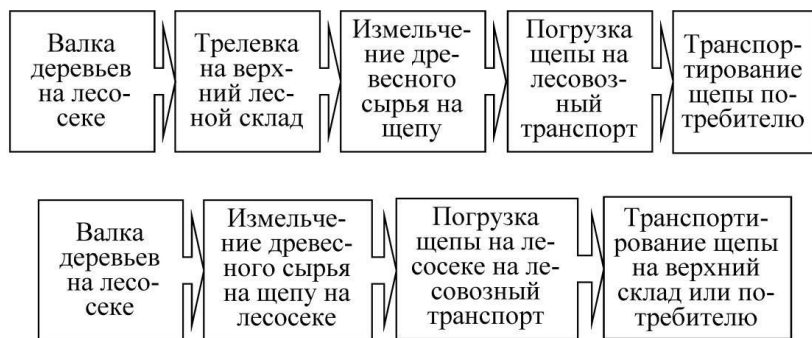 Валка
деревьев
на лесо-
секе
Трелевка
на верх-
ний лес-
ной склад
Измельче-
ние дре-
весного
сырья на
щепу
Погрузка
щепы на
лесовоз-
ный
транспорт
Транспор-
тирование
щепы по-
требителю
Валка
деревьев
на лесо-
секе
Измельче-
ние древес-
ного сырья
на щепу на
лесосеке
Погрузка
щепы на ле-
сосеке на ле-
совозный
транспорт
Транспорти-
рование щепы
на верхний
склад или по-
требителю